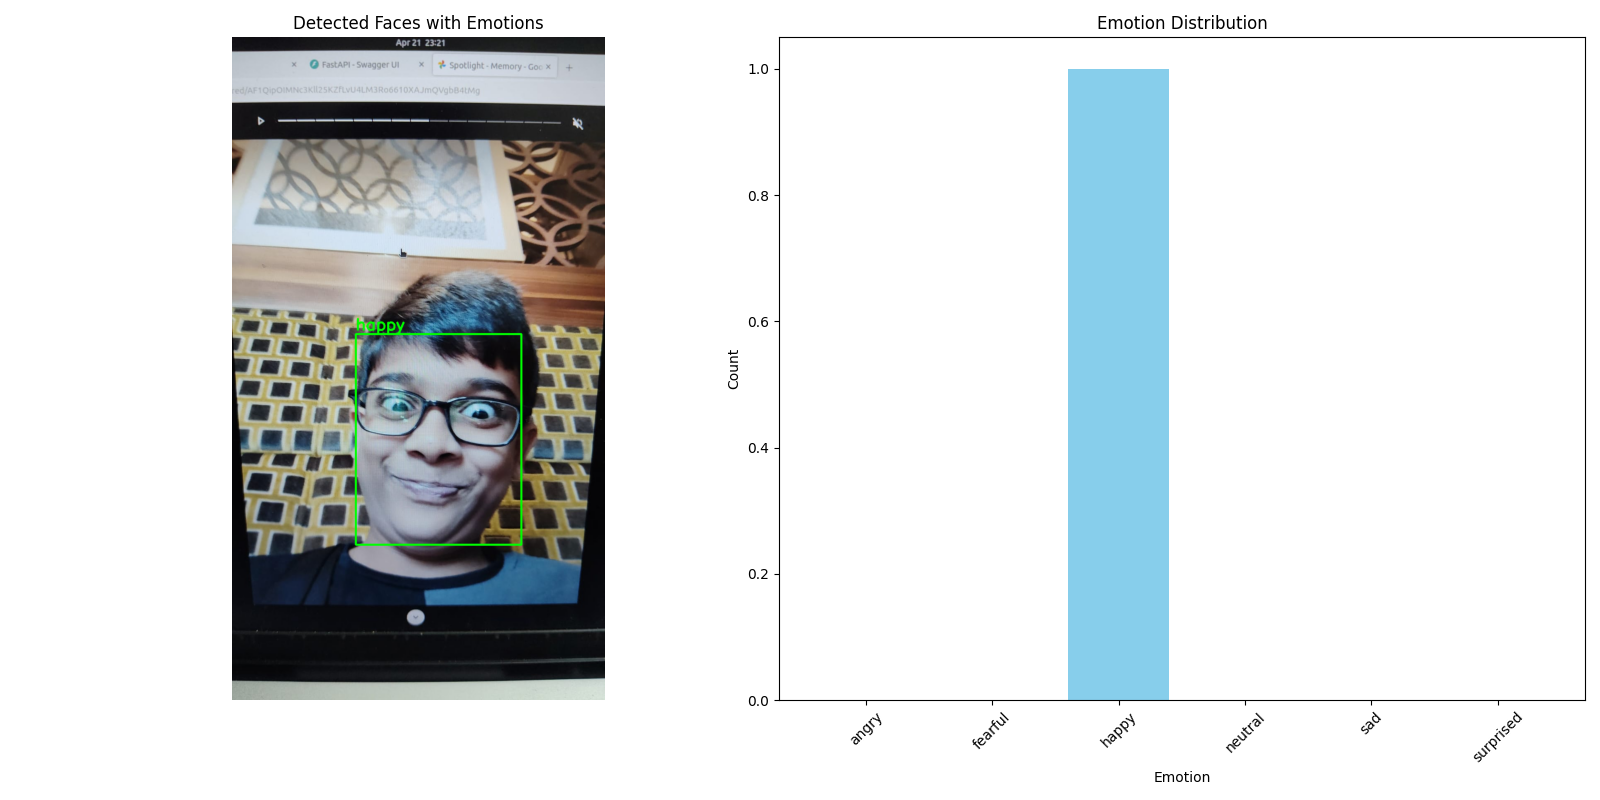 Detected Faces with Emotions
Apr 21 23:21
FastAPI - Swagger UI
Spotlight - Memory - Goo
happy
Emotion Distribution
1.0
0.8
0.6
0.4
0.2
0.0
Count
angry
fearful
happy
neutral
sad
surprised
Emotion